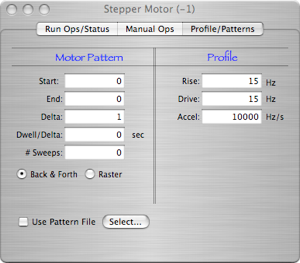 Stepper Motor (-1)
Run Ops/Status Manual Ops Profile/Patterns
Motor Pattern Profile
Start: 0 Rise: 15 Hz
End: 0 Drive: 15 Hz
Delta: 1 Accel: 10000 Hz/s
Dwell/Delta: 0 sec
# Sweeps: 0
Back & Forth Raster
Use Pattern File Select...